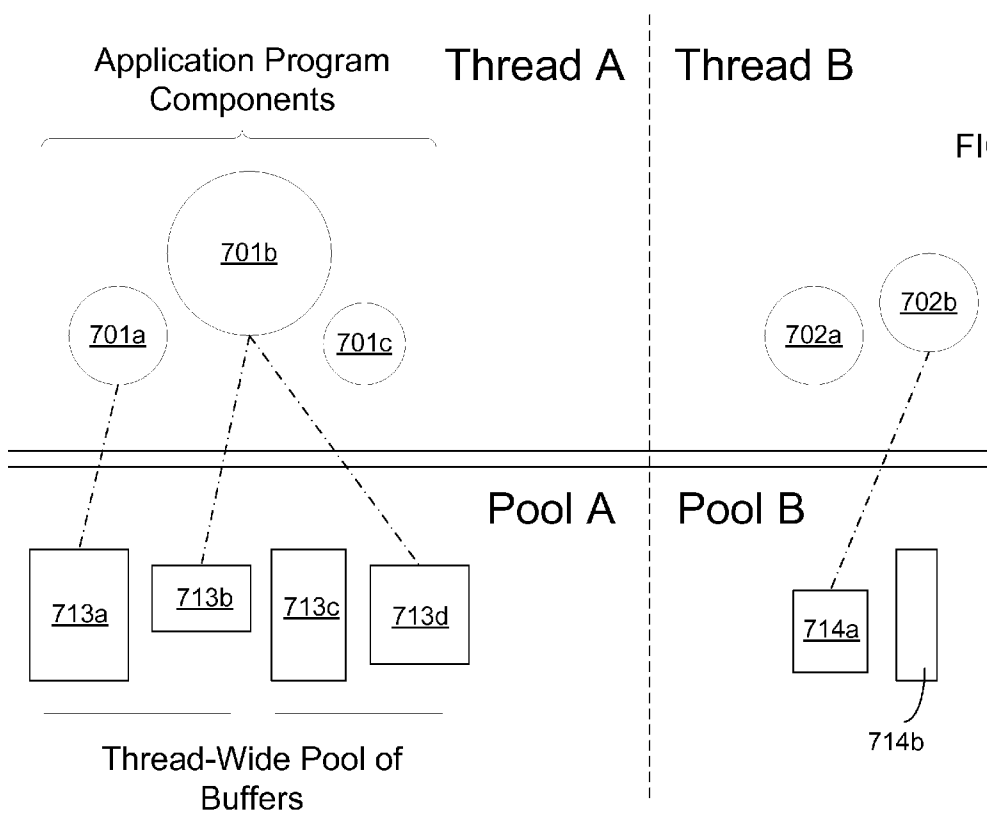 Application Program
Components
Thread A
Thread B
701b
702b
701a
701c
702a
Pool A
Pool B
713a
713b
713c
713d
714a
714b
Thread-Wide Pool of
Buffers